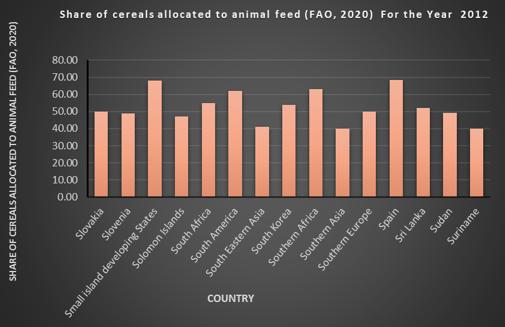 Share of cereals allocated to animal feed (FAO, 2020) For the Year 2012
SHARE OF CEREALS ALLOCATED TO ANIMAL FEED (FAO, 2020)
80.00
70.00
60.00
50.00
40.00
30.00
20.00
10.00
0.00
Slovakia
Slovenia
Small island developing States
Solomon Islands
South Africa
South America
South Eastern Asia
South Korea
Southern Africa
Southern Asia
Southern Europe
Spain
Sri Lanka
Sudan
Suriname
COUNTRY